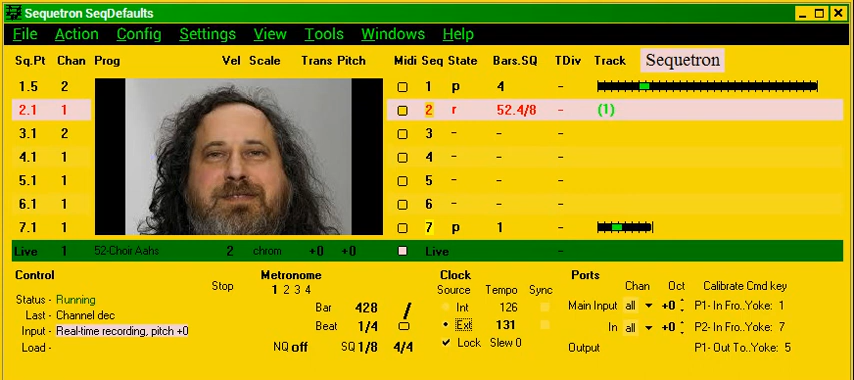 Sequetron SeqDefaults
File Action Config Settings View Tools Windows Help
Sq.Pt Chan Prog Vel Scale Trans Pitch Midi Seq State Bars.SQ TDiv Track Sequetron
1.5 2 1 p 4 -
2.1 1 2 r 52.4/8 - (1)
3.1 2 3 - - -
4.1 1 4 - - -
5.1 1 5 - - -
6.1 1 6 - - -
7.1 1 7 p 1 -
Live 1 52-Choir Aahs 2 chrom +0 +0 Live -
Control Metronome Clock Ports
Stop 1 2 3 4 Source Tempo Sync Chan Oct Calibrate Cmd key
Status - Running Bar 428 / Int 126 Main Input all +0 P1- In Fro..Yoke: 1
Last - Channel dec
Input - Real-time recording, pitch +0 Beat 1/4 Ext 131 In all +0 P2- In Fro..Yoke: 7
Load - NQ off SQ 1/8 4/4 Lock Slew 0 Output P1- Out To..Yoke: 5